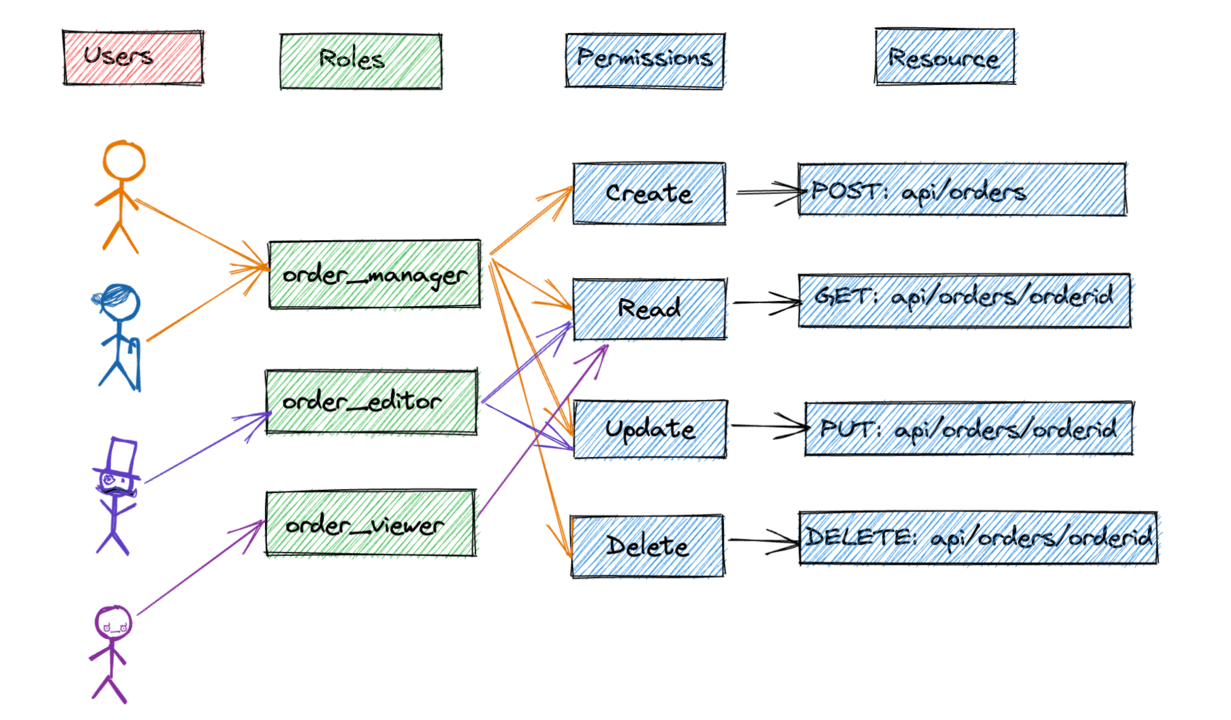 Users
Roles
Permissions
Resource
Create
POST: api/orders
order_manager
Read
GET: api/orders/orderid
order_editor
Update
PUT: api/orders/orderid
order_viewer
Delete
DELETE: api/orders/orderid